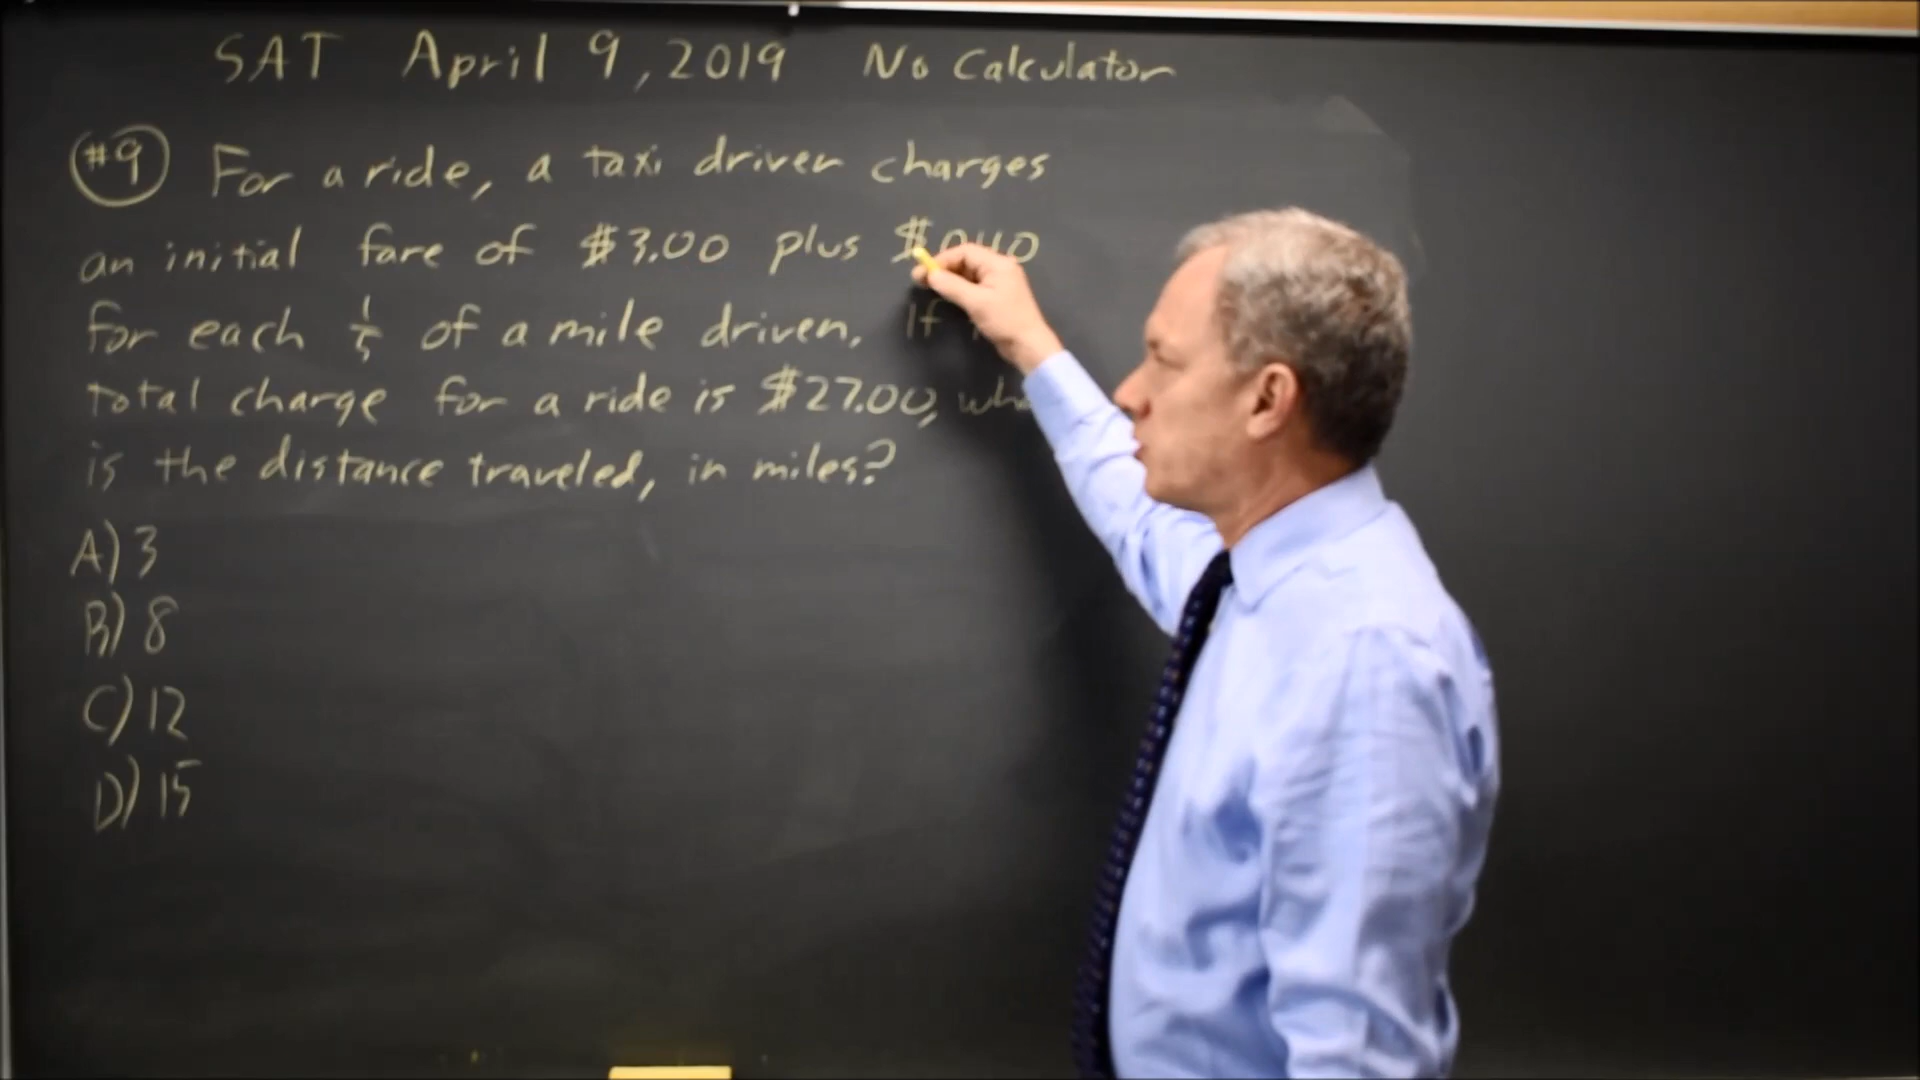 SAT April 9, 2019 No Calculator
#9 For a ride, a taxi driver charges
an initial fare of $3.00 plus
for each 1/5 of a mile driven. If
total charge for a ride is $27.00,
is the distance traveled, in miles?
A) 3
B) 8
C) 12
D) 15